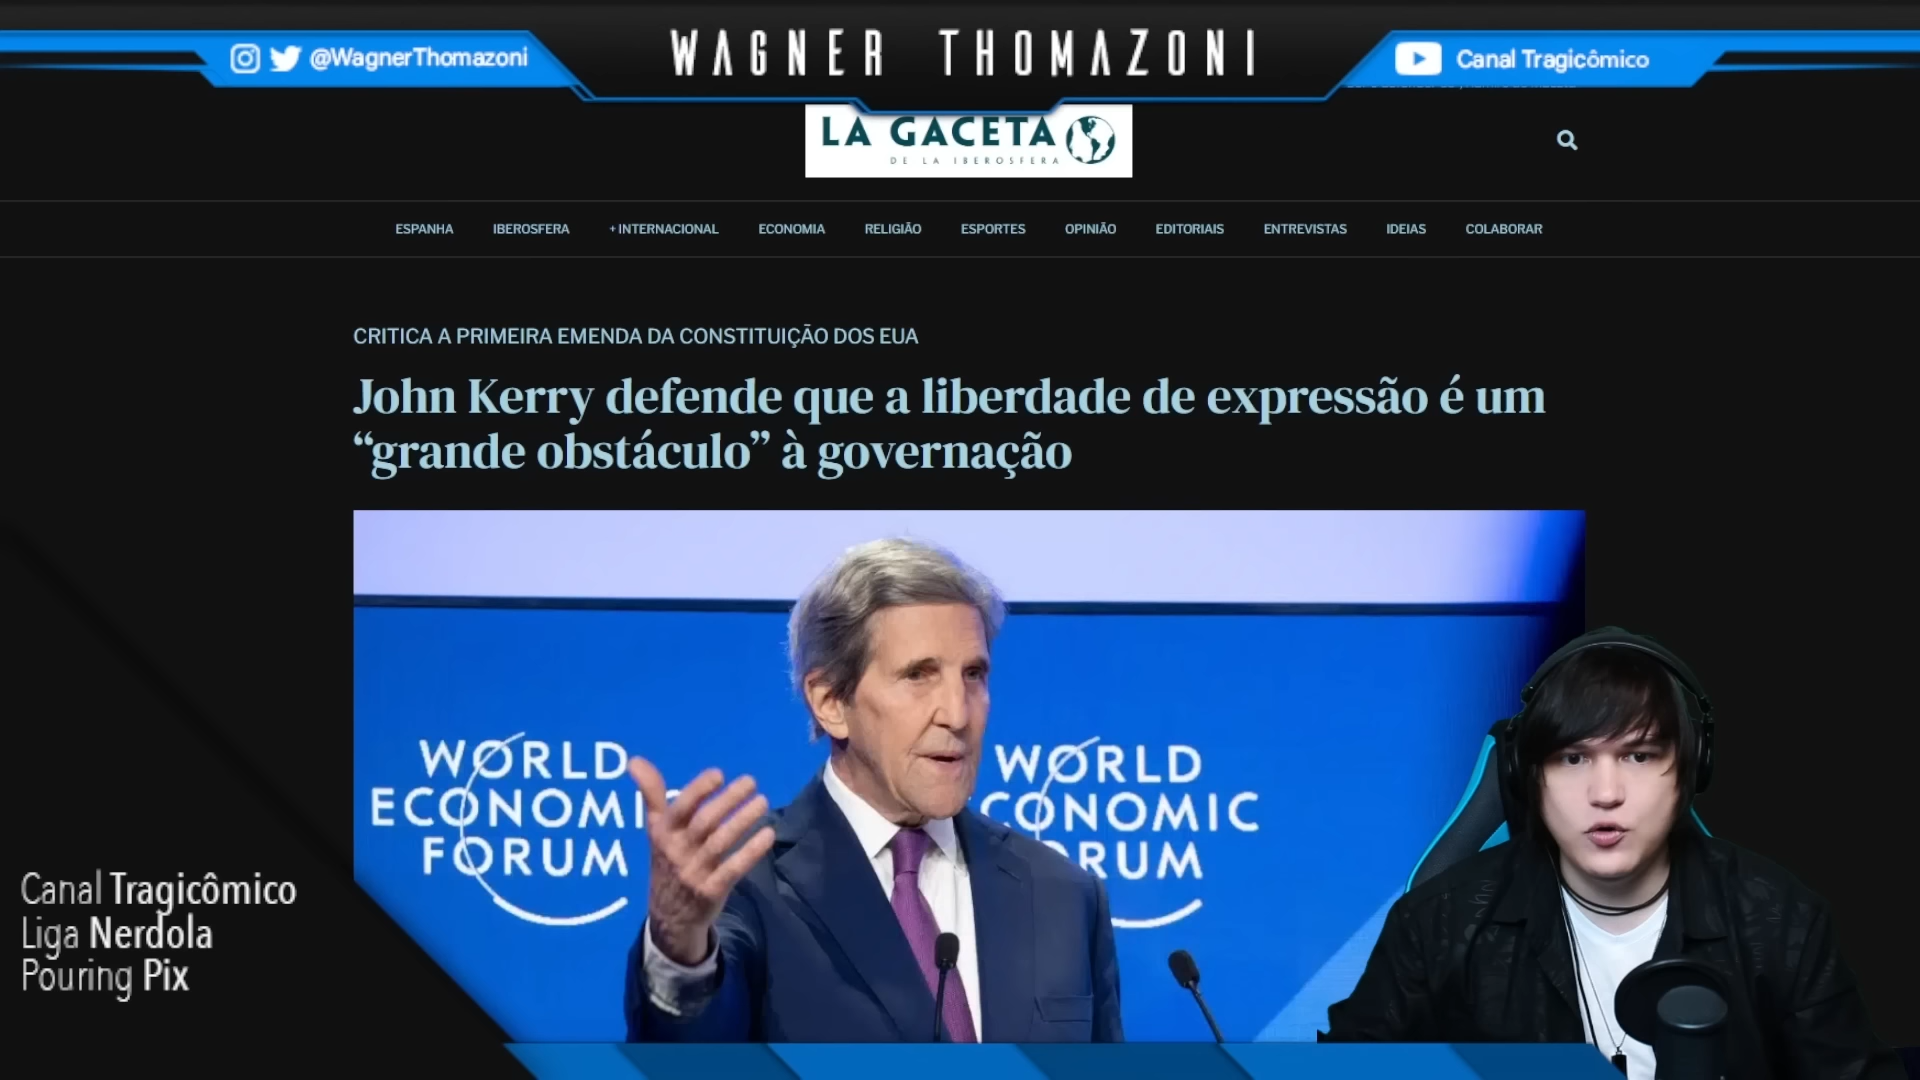 WAGNER THOMAZONI
@WagnerThomazoni
Canal Tragicômico
LA GACETA
DE LA IBEROSFERA
ESPANHA IBEROSFERA + INTERNACIONAL ECONOMIA RELIGIÃO ESPORTES OPINIÃO EDITORIAIS ENTREVISTAS IDEIAS COLABORAR
CRITICA A PRIMEIRA EMENDA DA CONSTITUIÇÃO DOS EUA
John Kerry defende que a liberdade de expressão é um
“grande obstáculo” à governação
WORLD
ECONOMI
FORUM
WORLD
CONOMIC
ORUM
Canal Tragicômico
Liga Nerdola
Pouring Pix